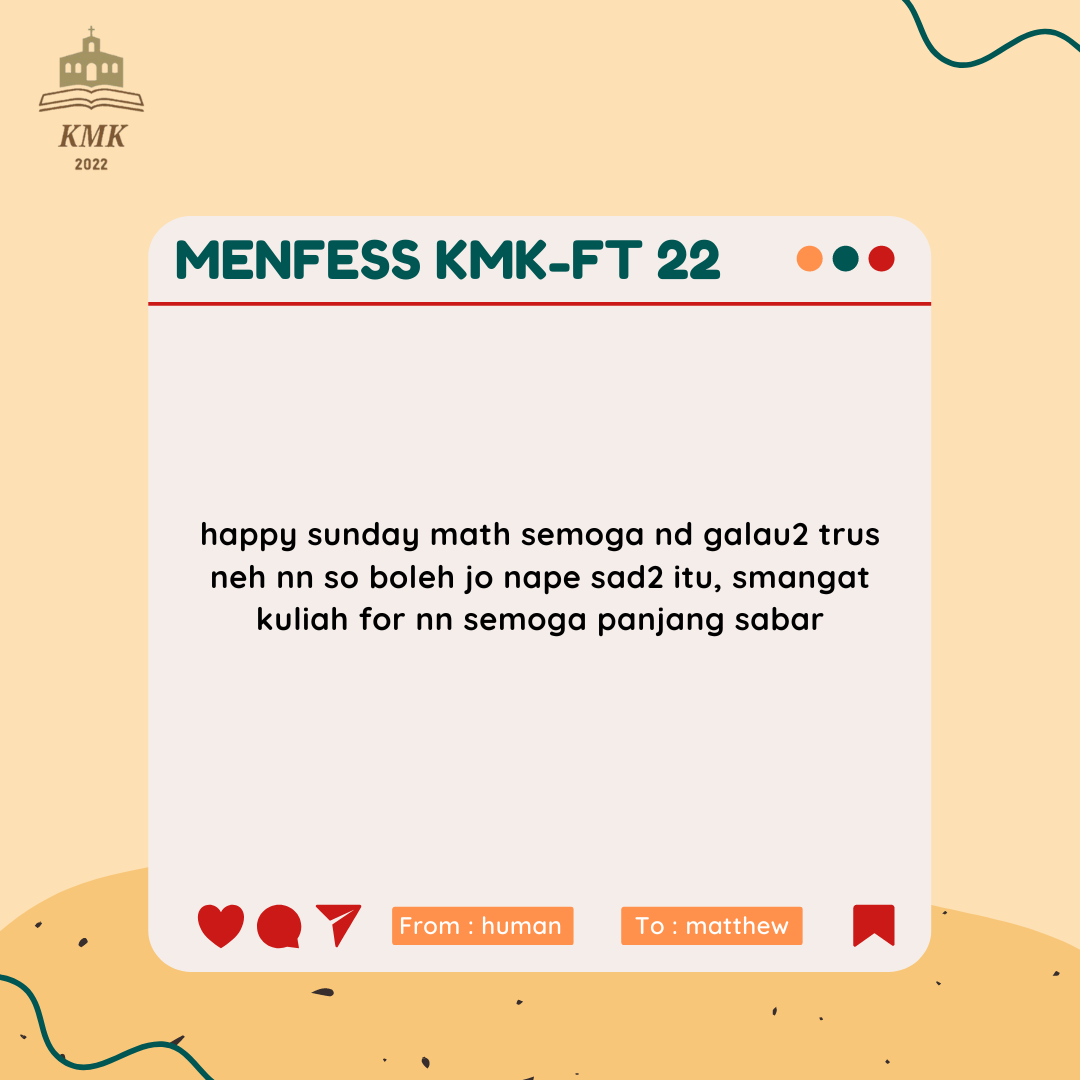 KMK
2022
MENFESS KMK-FT 22
happy sunday math semoga nd galau2 trus
neh nn so boleh jo nape sad2 itu, smangat
kuliah for nn semoga panjang sabar
From : human
To : matthew